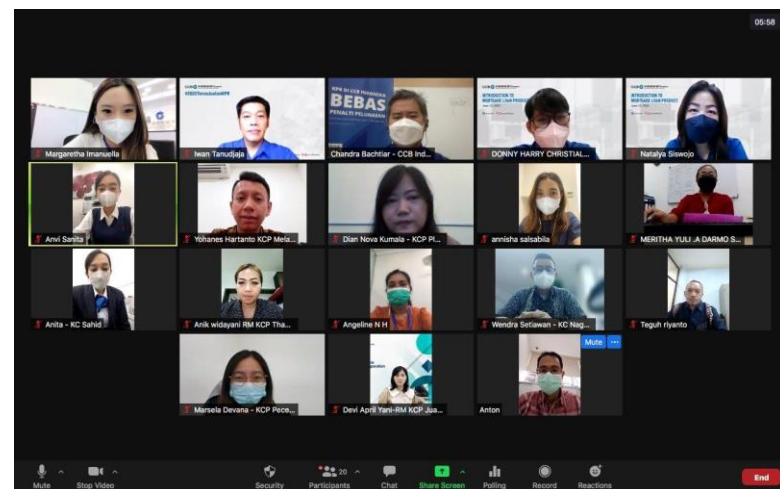 05:58
Margaretha Imanuella
Iwan Tanudjaja
KPR DI CCB INDONESIA
BEBAS
PENALTI PELUNASAN
Chandra Bachtiar - CCB Ind...
INTRODUCTION TO
MORTGAGE LOAN PRODUCT
DONNY HARRY CHRISTIAL...
INTRODUCTION TO
MORTGAGE LOAN PRODUCT
Natalya Siswojo
Anvi Sanita
Yohanes Hartanto KCP Mela...
Dian Nova Kumala - KCP Pl...
annisha salsabila
MERITHA YULI .A DARMO S...
Anita - KC Sahid
Anik widayani RM KCP Tha...
Angeline N H
Wendra Setiawan - KC Nag...
Teguh riyanto
Mute ...
Marsela Devana - KCP Pece...
Devi April Yani-RM KCP Jua...
Anton
Mute
Stop Video
Security
20
Participants
Chat
Share Screen
Polling
Record
Reactions
End